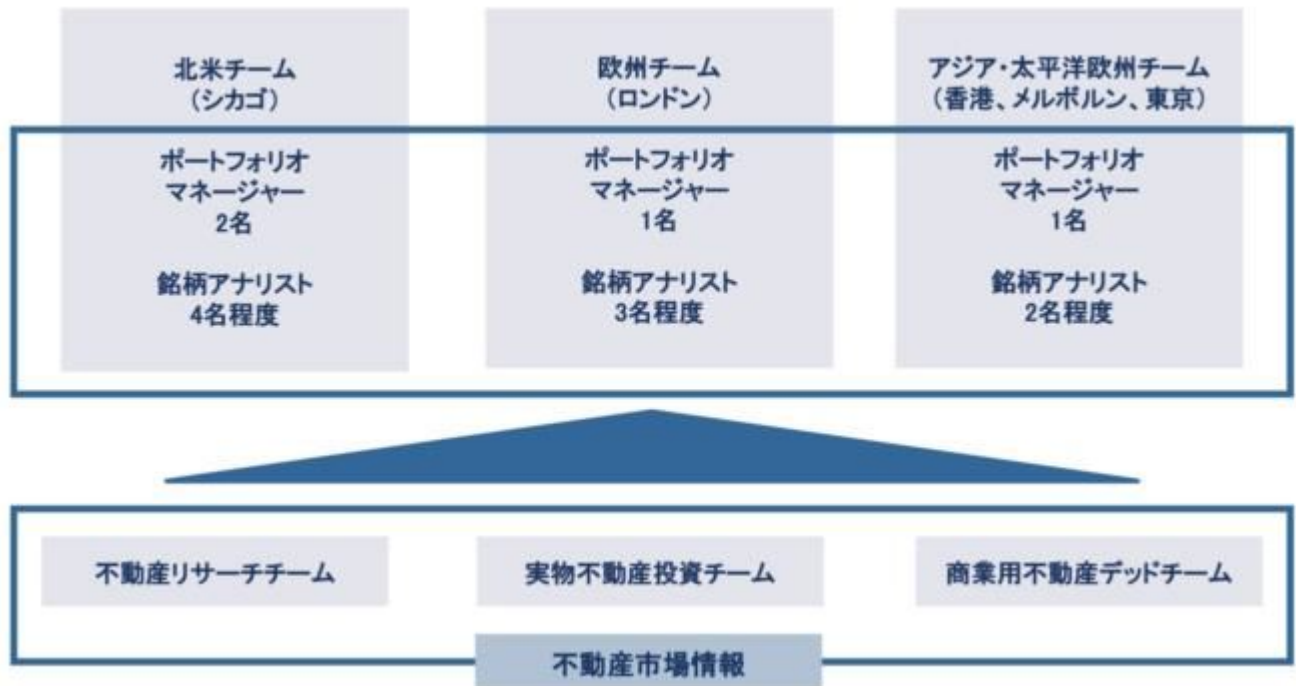 北米チーム
（シカゴ）
ポートフォリオ
マネージャー
2名
銘柄アナリスト
4名程度
欧州チーム
（ロンドン）
ポートフォリオ
マネージャー
1名
銘柄アナリスト
3名程度
アジア・太平洋欧州チーム
（香港、メルボルン、東京）
ポートフォリオ
マネージャー
1名
銘柄アナリスト
2名程度
不動産リサーチチーム
実物不動産投資チーム
商業用不動産デッドチーム
不動産市場情報